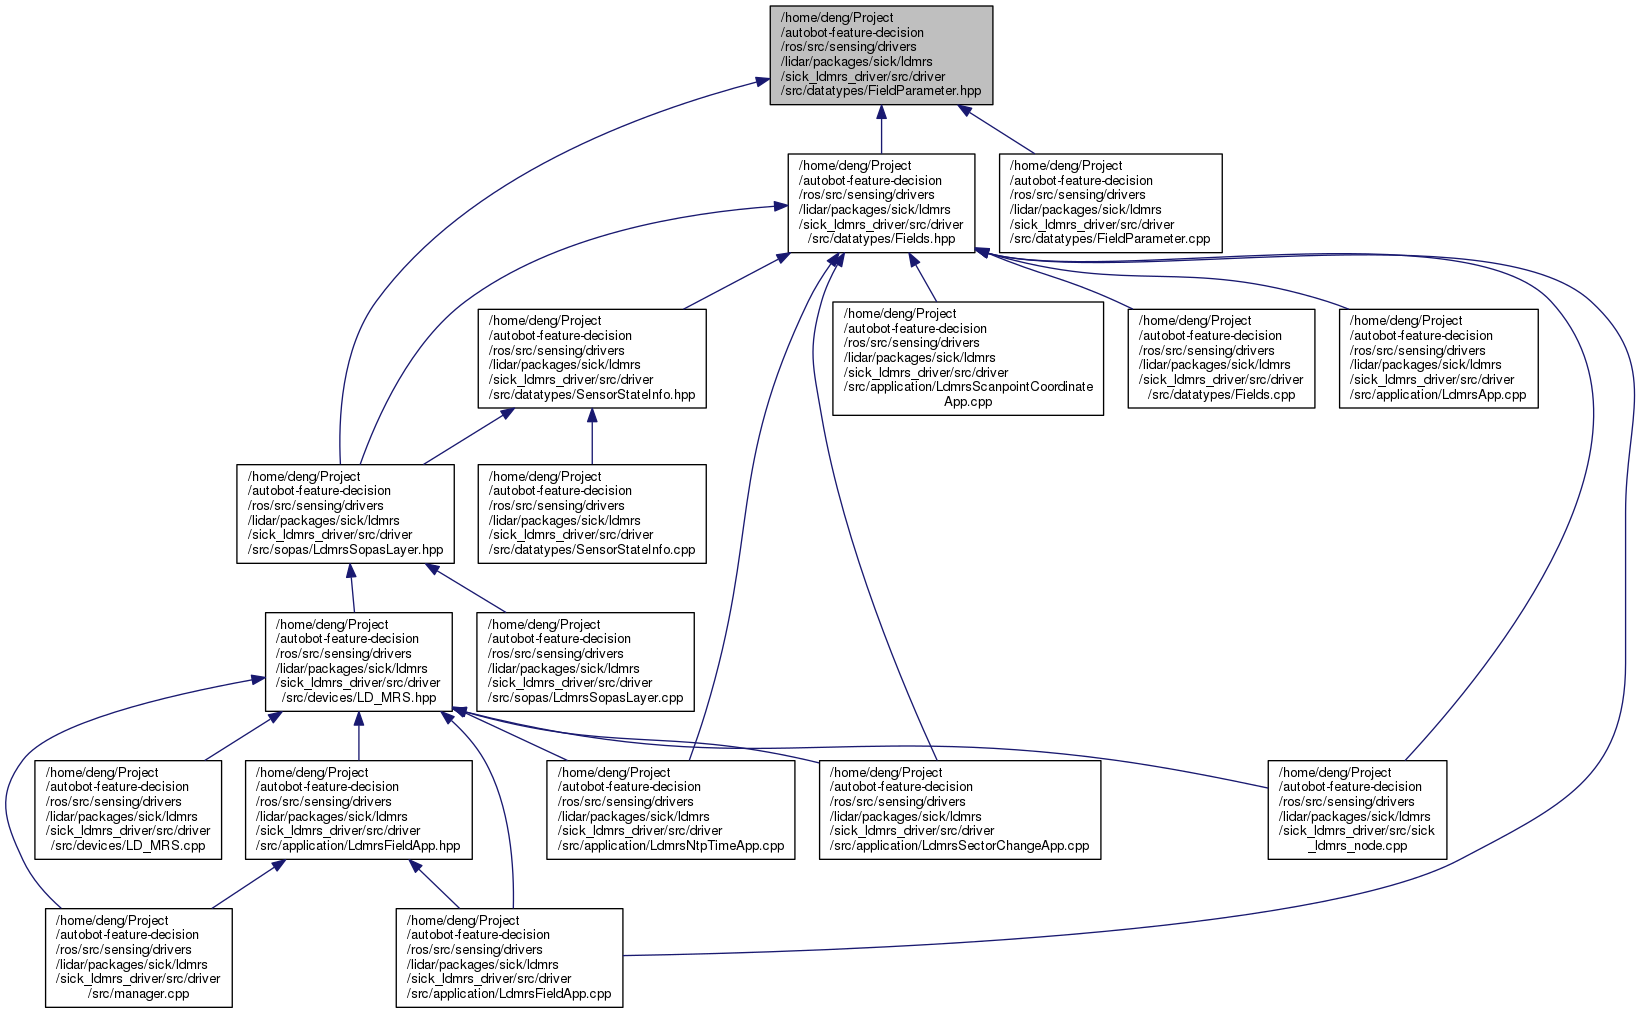 /home/deng/Project
/autobot-feature-decision
/ros/src/sensing/drivers
/lidar/packages/sick/ldmrs
/sick_ldmrs_driver/src/driver
/src/datatypes/FieldParameter.hpp
/home/deng/Project
/autobot-feature-decision
/ros/src/sensing/drivers
/lidar/packages/sick/ldmrs
/sick_ldmrs_driver/src/driver
/src/datatypes/Fields.hpp
/home/deng/Project
/autobot-feature-decision
/ros/src/sensing/drivers
/lidar/packages/sick/ldmrs
/sick_ldmrs_driver/src/driver
/src/datatypes/FieldParameter.cpp
/home/deng/Project
/autobot-feature-decision
/ros/src/sensing/drivers
/lidar/packages/sick/ldmrs
/sick_ldmrs_driver/src/driver
/src/datatypes/SensorStateInfo.hpp
/home/deng/Project
/autobot-feature-decision
/ros/src/sensing/drivers
/lidar/packages/sick/ldmrs
/sick_ldmrs_driver/src/driver
/src/application/LdmrsScanpointCoordinate
App.cpp
/home/deng/Project
/autobot-feature-decision
/ros/src/sensing/drivers
/lidar/packages/sick/ldmrs
/sick_ldmrs_driver/src/driver
/src/datatypes/Fields.cpp
/home/deng/Project
/autobot-feature-decision
/ros/src/sensing/drivers
/lidar/packages/sick/ldmrs
/sick_ldmrs_driver/src/driver
/src/application/LdmrsApp.cpp
/home/deng/Project
/autobot-feature-decision
/ros/src/sensing/drivers
/lidar/packages/sick/ldmrs
/sick_ldmrs_driver/src/driver
/src/sopas/LdmrsSopasLayer.hpp
/home/deng/Project
/autobot-feature-decision
/ros/src/sensing/drivers
/lidar/packages/sick/ldmrs
/sick_ldmrs_driver/src/driver
/src/datatypes/SensorStateInfo.cpp
/home/deng/Project
/autobot-feature-decision
/ros/src/sensing/drivers
/lidar/packages/sick/ldmrs
/sick_ldmrs_driver/src/driver
/src/devices/LD_MRS.hpp
/home/deng/Project
/autobot-feature-decision
/ros/src/sensing/drivers
/lidar/packages/sick/ldmrs
/sick_ldmrs_driver/src/driver
/src/sopas/LdmrsSopasLayer.cpp
/home/deng/Project
/autobot-feature-decision
/ros/src/sensing/drivers
/lidar/packages/sick/ldmrs
/sick_ldmrs_driver/src/driver
/src/devices/LD_MRS.cpp
/home/deng/Project
/autobot-feature-decision
/ros/src/sensing/drivers
/lidar/packages/sick/ldmrs
/sick_ldmrs_driver/src/driver
/src/application/LdmrsFieldApp.hpp
/home/deng/Project
/autobot-feature-decision
/ros/src/sensing/drivers
/lidar/packages/sick/ldmrs
/sick_ldmrs_driver/src/driver
/src/application/LdmrsNtpTimeApp.cpp
/home/deng/Project
/autobot-feature-decision
/ros/src/sensing/drivers
/lidar/packages/sick/ldmrs
/sick_ldmrs_driver/src/driver
/src/application/LdmrsSectorChangeApp.cpp
/home/deng/Project
/autobot-feature-decision
/ros/src/sensing/drivers
/lidar/packages/sick/ldmrs
/sick_ldmrs_driver/src/sick
_ldmrs_node.cpp
/home/deng/Project
/autobot-feature-decision
/ros/src/sensing/drivers
/lidar/packages/sick/ldmrs
/sick_ldmrs_driver/src/driver
/src/manager.cpp
/home/deng/Project
/autobot-feature-decision
/ros/src/sensing/drivers
/lidar/packages/sick/ldmrs
/sick_ldmrs_driver/src/driver
/src/application/LdmrsFieldApp.cpp